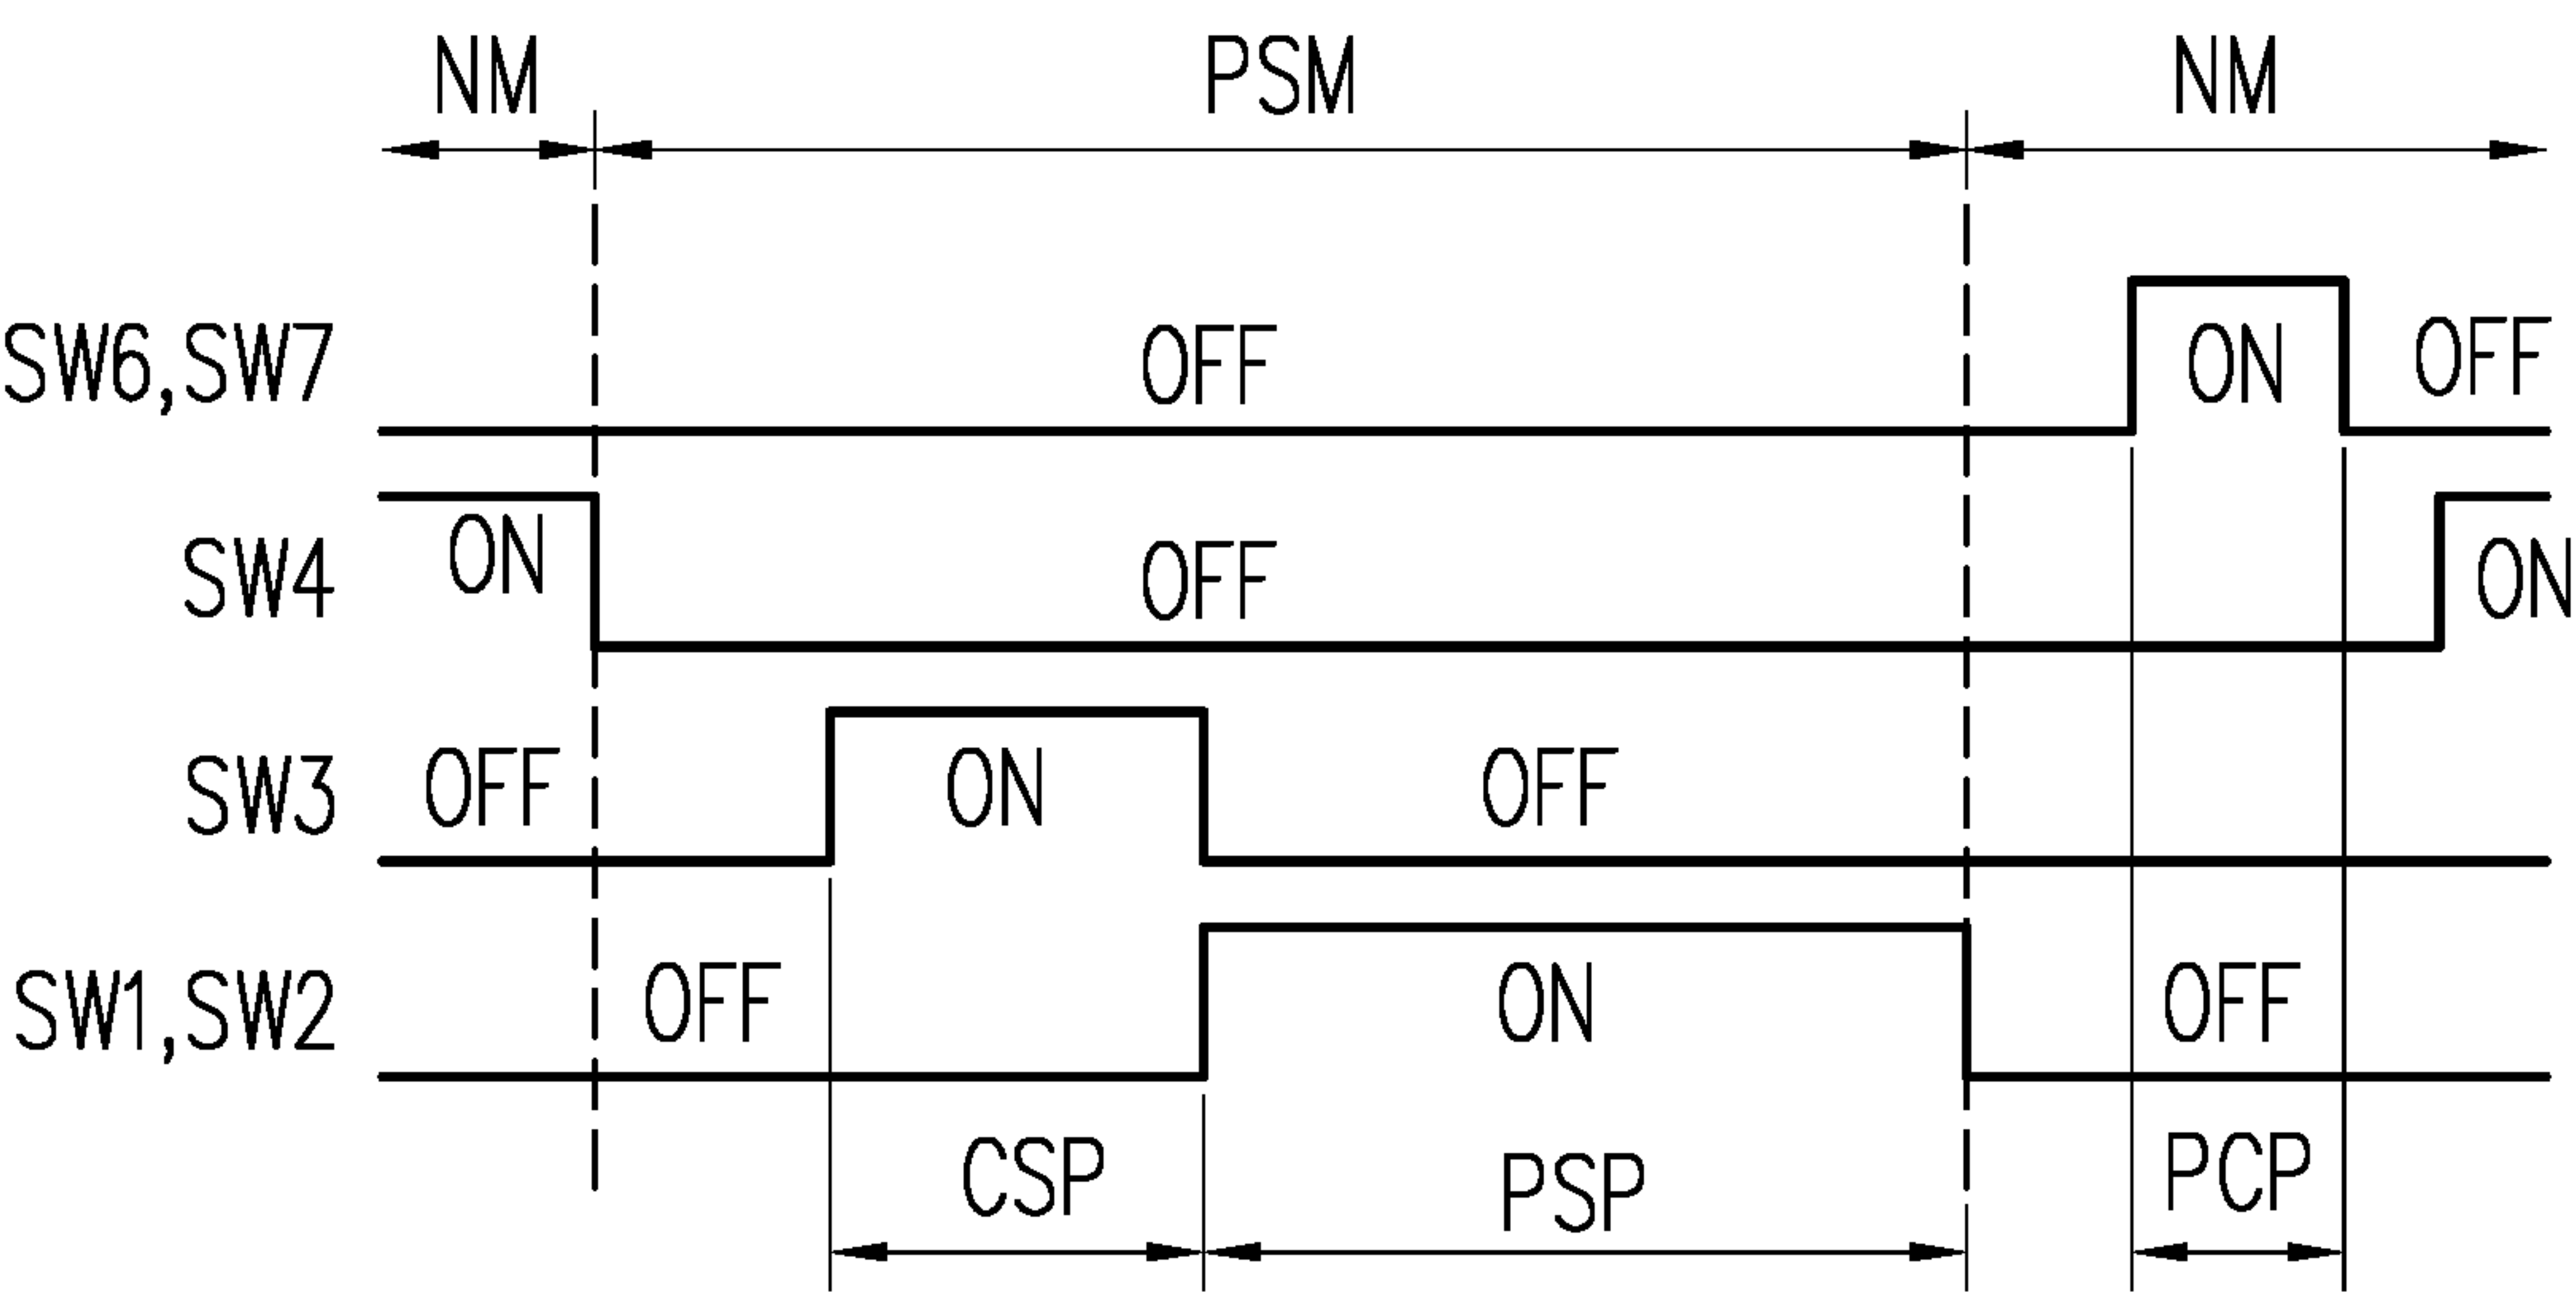 NM PSM NM
SW6,SW7 OFF ON OFF
SW4 ON OFF ON
SW3 OFF ON OFF
SW1,SW2 OFF ON OFF
CSP PSP PCP